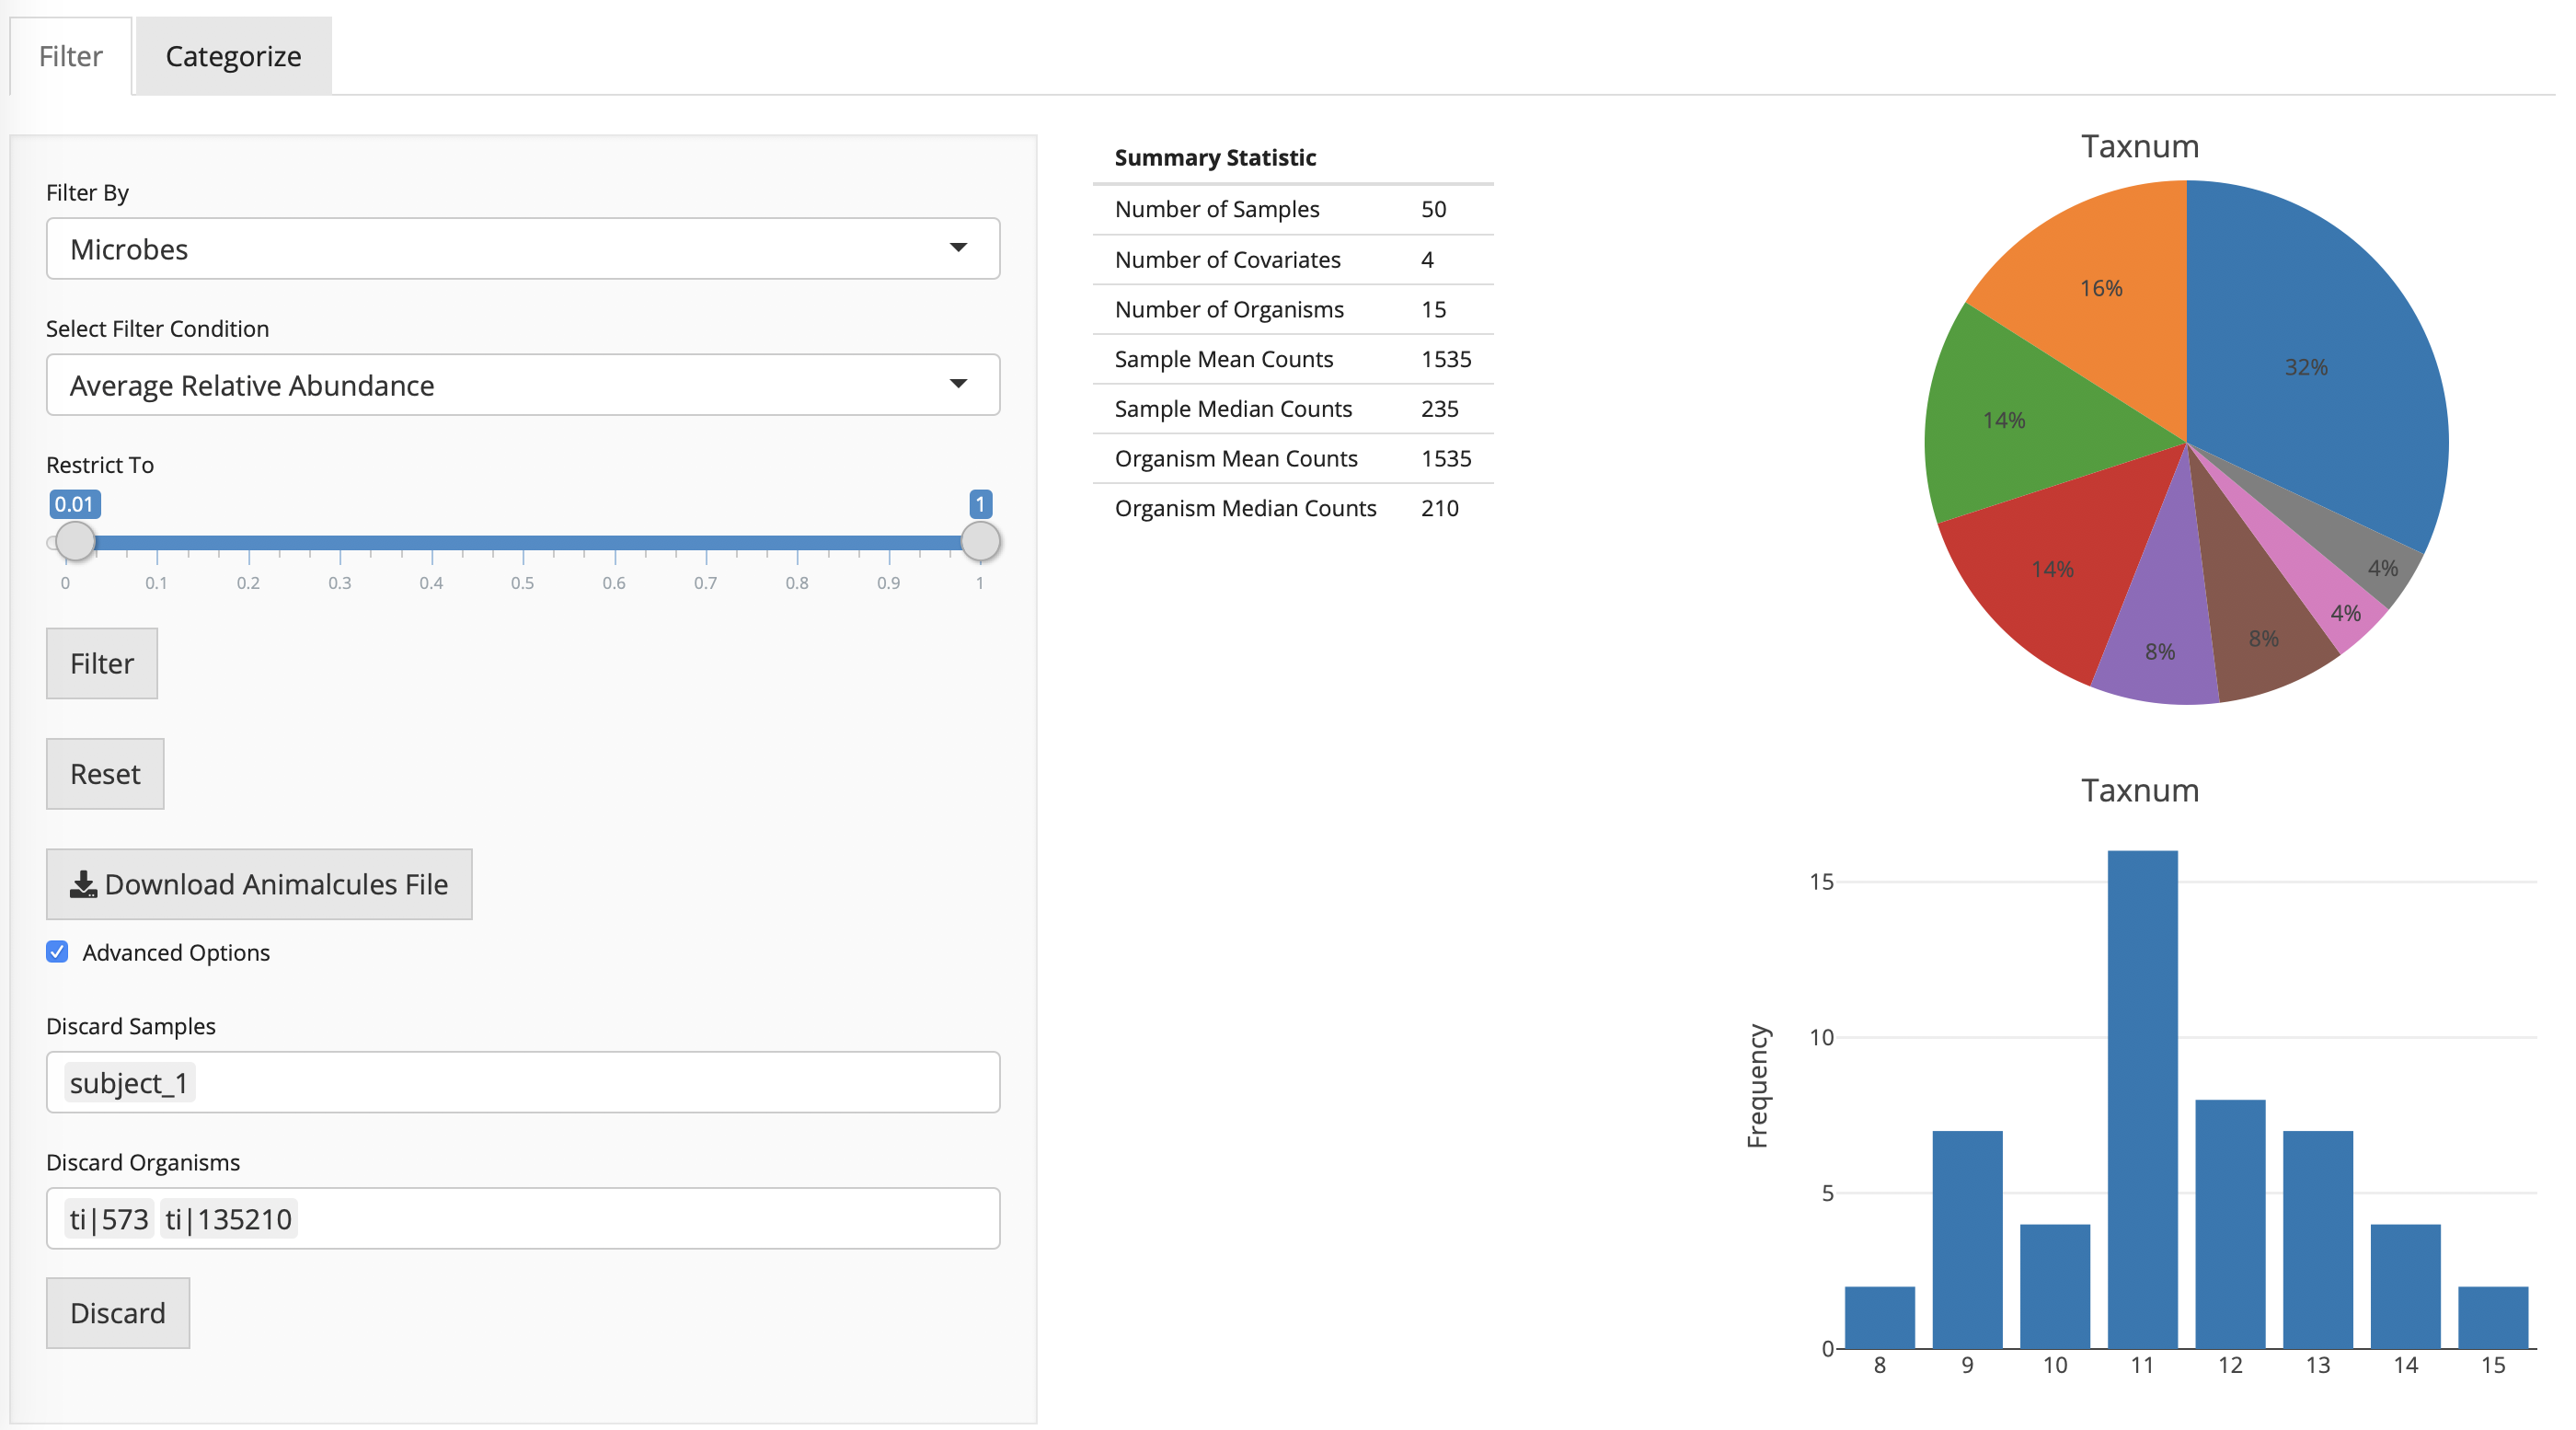 Filter
Categorize
Filter By
Microbes
Select Filter Condition
Average Relative Abundance
Restrict To
0.01 1
0 0.1 0.2 0.3 0.4 0.5 0.6 0.7 0.8 0.9 1
Filter
Reset
Download Animalcules File
Advanced Options
Discard Samples
subject_1
Discard Organisms
ti|573 ti|135210
Discard
Summary Statistic
Number of Samples 50
Number of Covariates 4
Number of Organisms 15
Sample Mean Counts 1535
Sample Median Counts 235
Organism Mean Counts 1535
Organism Median Counts 210
Taxnum
16%
32%
14%
14%
4%
4%
8%
8%
Taxnum
Frequency
15
10
5
0
8 9 10 11 12 13 14 15